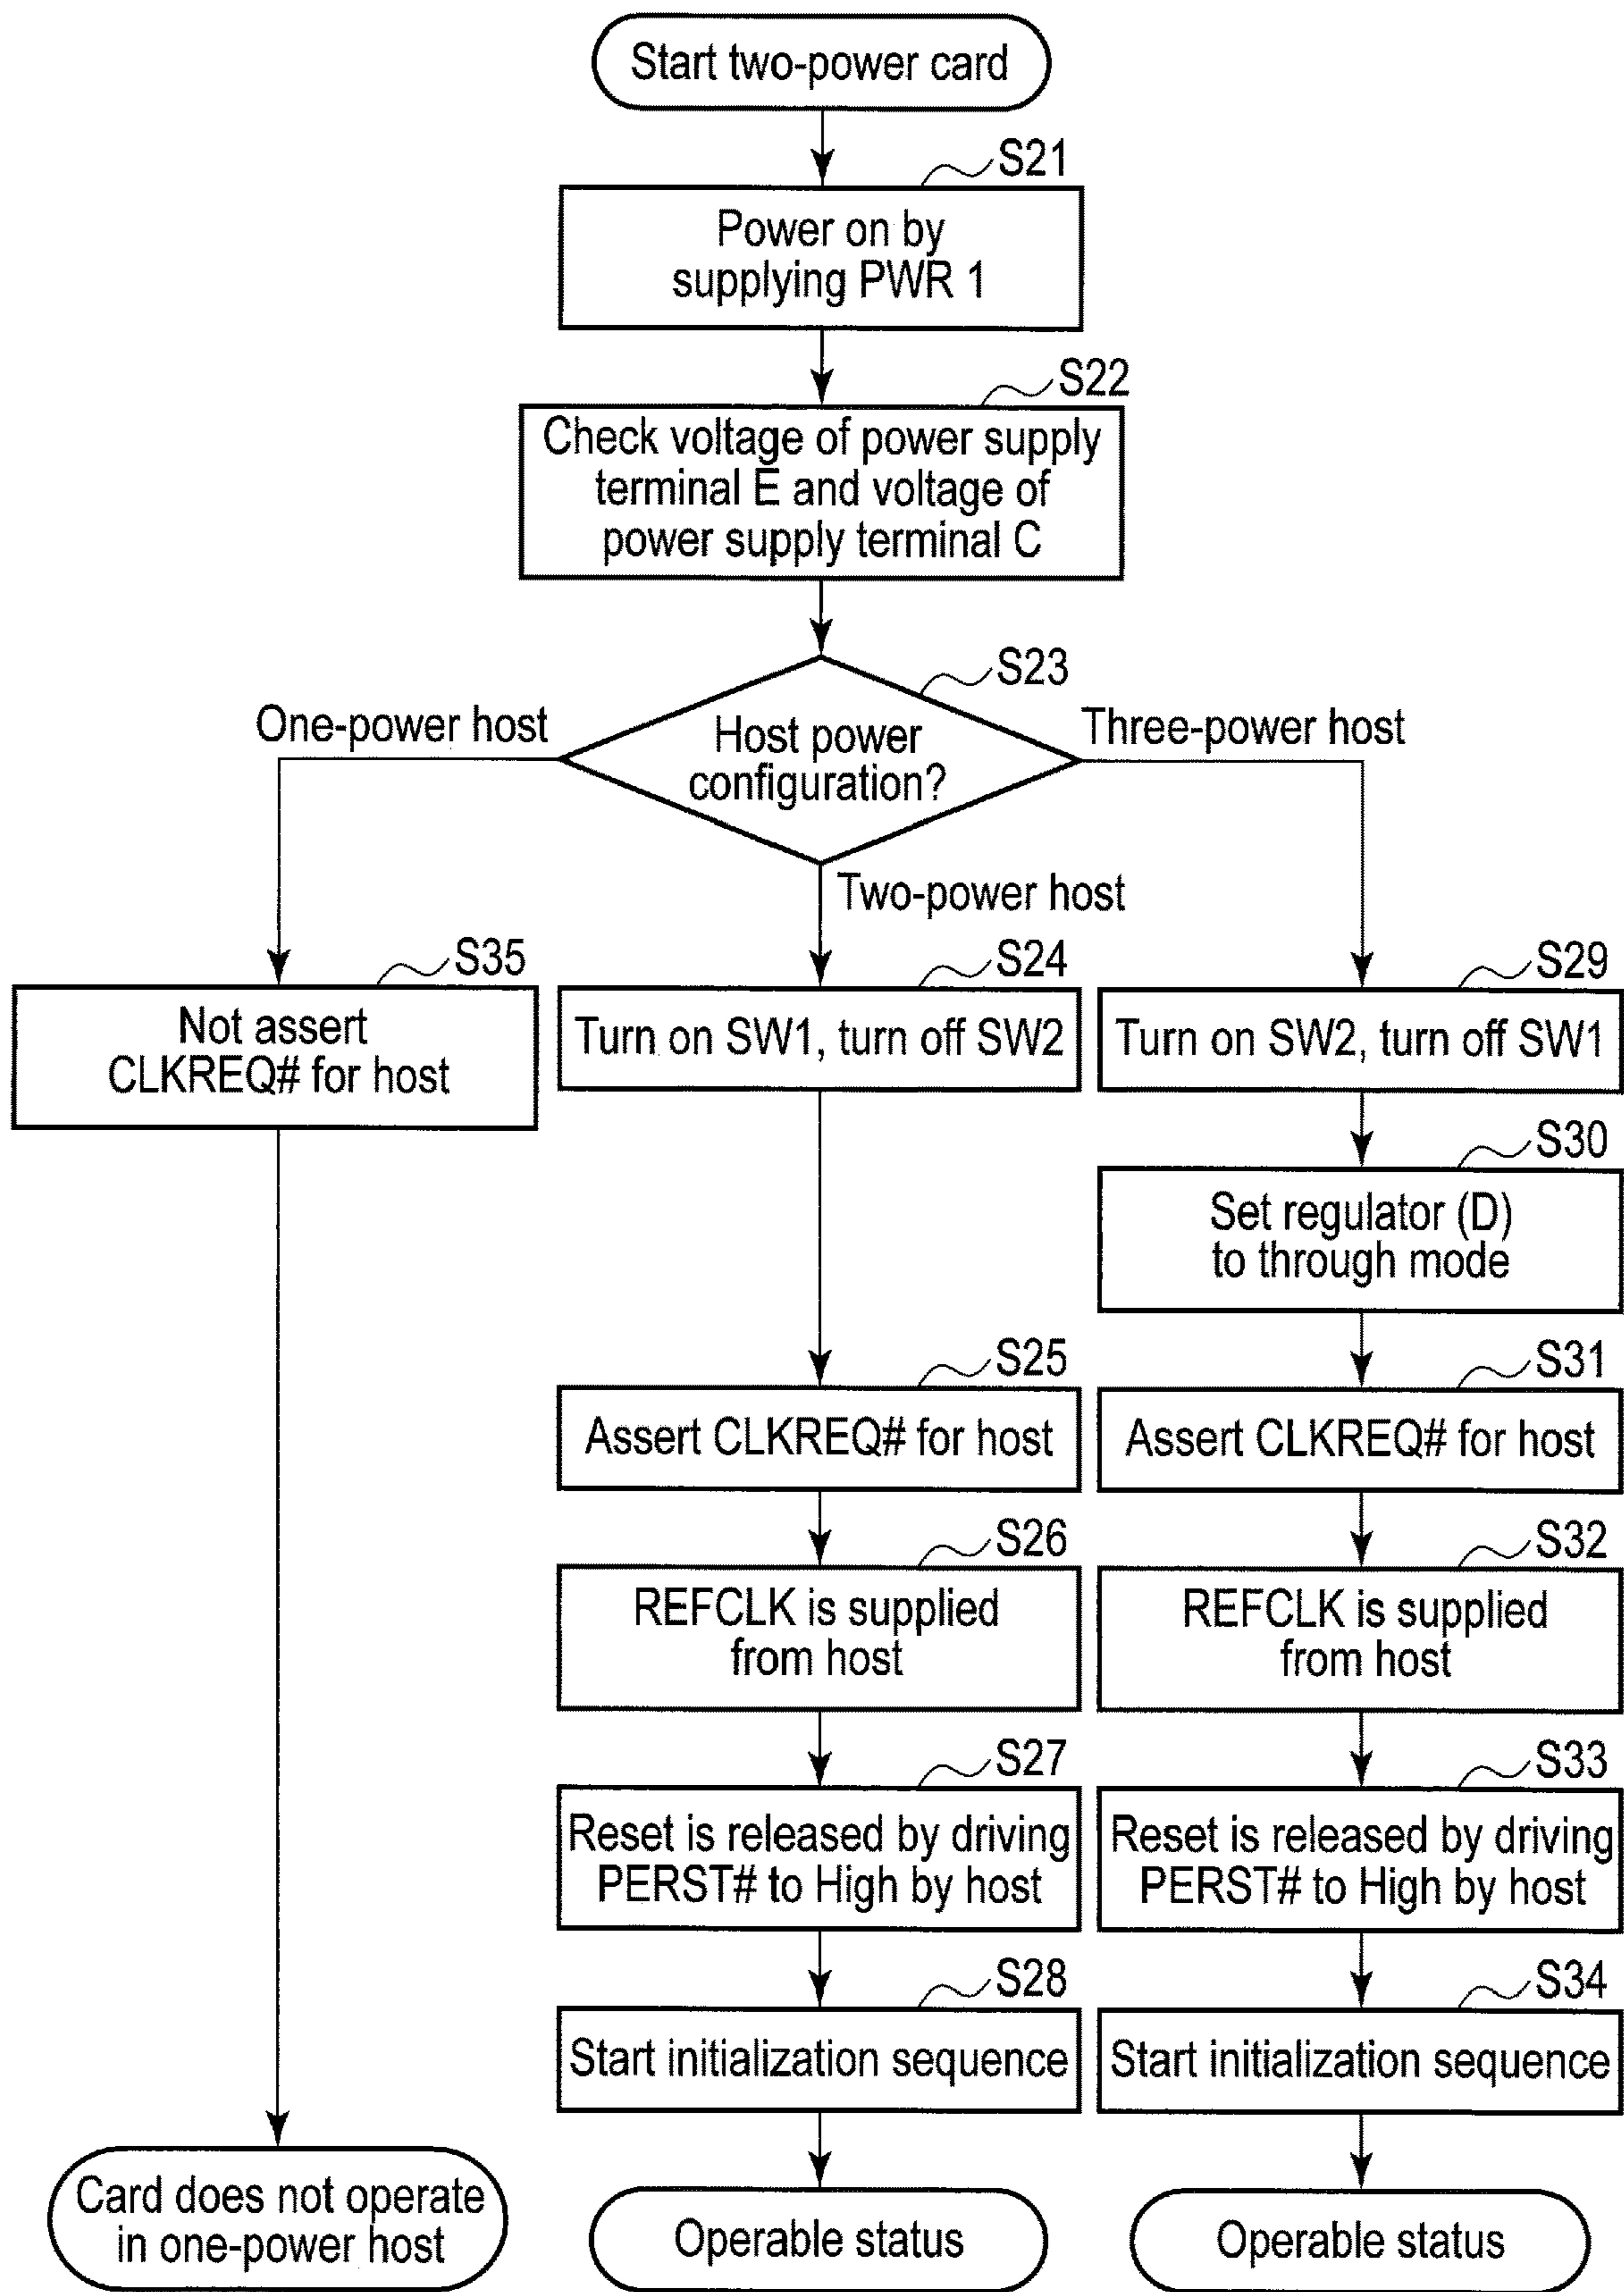 Start two-power card
S21
Power on by
supplying PWR 1
S22
Check voltage of power supply
terminal E and voltage of
power supply terminal C
S23
Host power
configuration?
One-power host
Three-power host
Two-power host
S35
Not assert
CLKREQ# for host
S24
Turn on SW1, turn off SW2
S29
Turn on SW2, turn off SW1
S30
Set regulator (D)
to through mode
S25
Assert CLKREQ# for host
S31
Assert CLKREQ# for host
S26
REFCLK is supplied
from host
S32
REFCLK is supplied
from host
S27
Reset is released by driving
PERST# to High by host
S33
Reset is released by driving
PERST# to High by host
S28
Start initialization sequence
S34
Start initialization sequence
Card does not operate
in one-power host
Operable status
Operable status